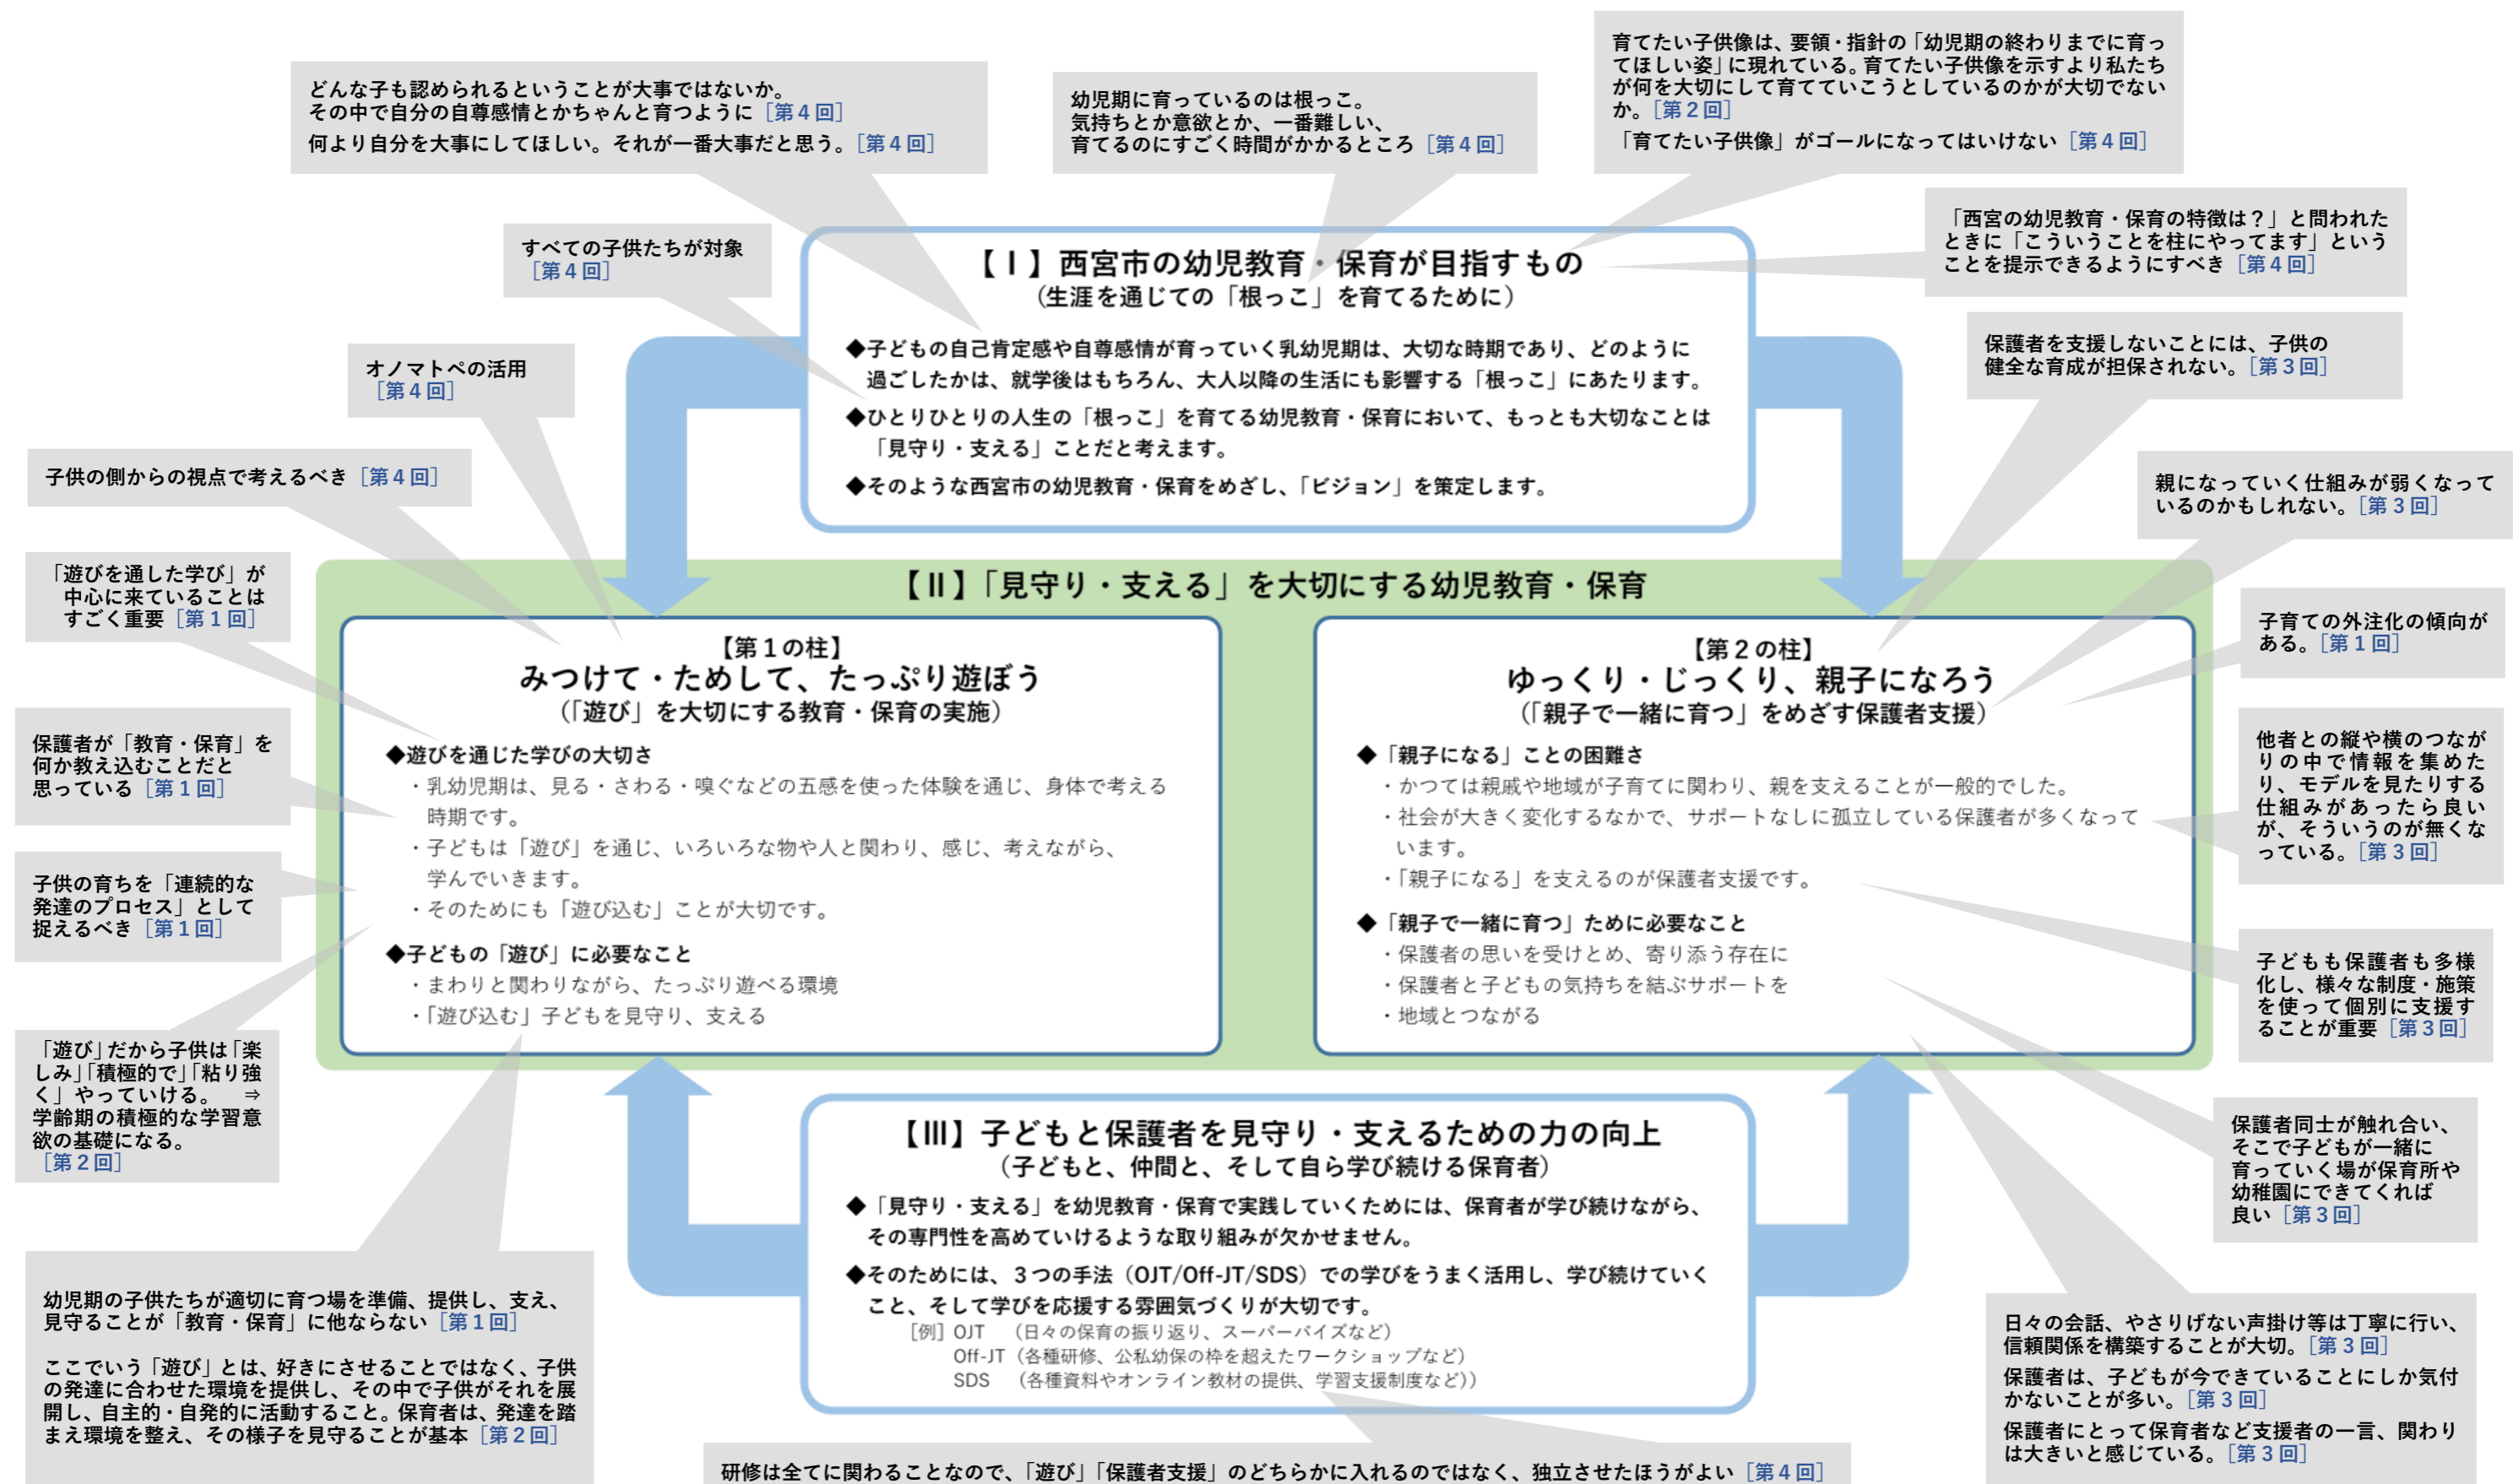 どんな子も認められるということが大事ではないか。
その中で自分の自尊感情とかちゃんと育つように［第４回］
何より自分を大事にしてほしい。それが一番大事だと思う。［第４回］
幼児期に育っているのは根っこ。
気持ちとか意欲とか、一番難しい、
育てるのにすごく時間がかかるところ［第４回］
育てたい子供像は、要領・指針の「幼児期の終わりまでに育っ
てほしい姿」に現れている。育てたい子供像を示すより私たち
が何を大切にして育てていこうとしているのかが大切でない
か。［第２回］
「育てたい子供像」がゴールになってはいけない［第４回］
「西宮の幼児教育・保育の特徴は？」と問われた
ときに「こういうことを柱にやってます」という
ことを提示できるようにすべき［第４回］
すべての子供たちが対象
［第４回］
オノマトペの活用
［第４回］
子供の側からの視点で考えるべき［第４回］
【Ⅰ】西宮市の幼児教育・保育が目指すもの
（生涯を通じての「根っこ」を育てるために）
◆子どもの自己肯定感や自尊感情が育っていく乳幼児期は、大切な時期であり、どのように
過ごしたかは、就学後はもちろん、大人以降の生活にも影響する「根っこ」にあたります。
◆ひとりひとりの人生の「根っこ」を育てる幼児教育・保育において、もっとも大切なことは
「見守り・支える」ことだと考えます。
◆そのような西宮市の幼児教育・保育をめざし、「ビジョン」を策定します。
保護者を支援しないことには、子供の
健全な育成が担保されない。［第３回］
親になっていく仕組みが弱くなって
いるのかもしれない。［第３回］
【Ⅱ】「見守り・支える」を大切にする幼児教育・保育
「遊びを通した学び」が
中心に来ていることは
すごく重要［第１回］
保護者が「教育・保育」を
何か教え込むことだと
思っている［第１回］
子供の育ちを「連続的な
発達のプロセス」として
捉えるべき［第１回］
「遊び」だから子供は「楽
しみ」「積極的で」「粘り強
く」やっていける。　⇒
学齢期の積極的な学習意
欲の基礎になる。
［第２回］
【第１の柱】
みつけて・ためして、たっぷり遊ぼう
（「遊び」を大切にする教育・保育の実施）
◆遊びを通じた学びの大切さ
・乳幼児期は、見る・さわる・嗅ぐなどの五感を使った体験を通じ、身体で考える
時期です。
・子どもは「遊び」を通じ、いろいろな物や人と関わり、感じ、考えながら、
学んでいきます。
・そのためにも「遊び込む」ことが大切です。
◆子どもの「遊び」に必要なこと
・まわりと関わりながら、たっぷり遊べる環境
・「遊び込む」子どもを見守り、支える
【第２の柱】
ゆっくり・じっくり、親子になろう
（「親子で一緒に育つ」をめざす保護者支援）
◆「親子になる」ことの困難さ
・かつては親戚や地域が子育てに関わり、親を支えることが一般的でした。
・社会が大きく変化するなかで、サポートなしに孤立している保護者が多くなって
います。
・「親子になる」を支えるのが保護者支援です。
◆「親子で一緒に育つ」ために必要なこと
・保護者の思いを受けとめ、寄り添う存在に
・保護者と子どもの気持ちを結ぶサポートを
・地域とつながる
子育ての外注化の傾向が
ある。［第１回］
他者との縦や横のつなが
りの中で情報を集めた
り、モデルを見たりする
仕組みがあったら良い
が、そういうのが無くな
っている。［第３回］
子どもも保護者も多様
化し、様々な制度・施策
を使って個別に支援す
ることが重要［第３回］
保護者同士が触れ合い、
そこで子どもが一緒に
育っていく場が保育所や
幼稚園にできてくれば
良い［第３回］
【Ⅲ】子どもと保護者を見守り・支えるための力の向上
（子どもと、仲間と、そして自ら学び続ける保育者）
◆「見守り・支える」を幼児教育・保育で実践していくためには、保育者が学び続けながら、
その専門性を高めていけるような取り組みが欠かせません。
◆そのためには、３つの手法（OJT/Off-JT/SDS）での学びをうまく活用し、学び続けていく
こと、そして学びを応援する雰囲気づくりが大切です。
［例］OJT　（日々の保育の振り返り、スーパーバイズなど）
Off-JT（各種研修、公私幼保の枠を超えたワークショップなど）
SDS　（各種資料やオンライン教材の提供、学習支援制度など））
幼児期の子供たちが適切に育つ場を準備、提供し、支え、
見守ることが「教育・保育」に他ならない［第１回］
ここでいう「遊び」とは、好きにさせることではなく、子供
の発達に合わせた環境を提供し、その中で子供がそれを展
開し、自主的・自発的に活動すること。保育者は、発達を踏
まえ環境を整え、その様子を見守ることが基本［第２回］
日々の会話、やさりげない声掛け等は丁寧に行い、
信頼関係を構築することが大切。［第３回］
保護者は、子どもが今できていることにしか気付
かないことが多い。［第３回］
保護者にとって保育者など支援者の一言、関わり
は大きいと感じている。［第３回］
研修は全てに関わることなので、「遊び」「保護者支援」のどちらかに入れるのではなく、独立させたほうがよい［第４回］